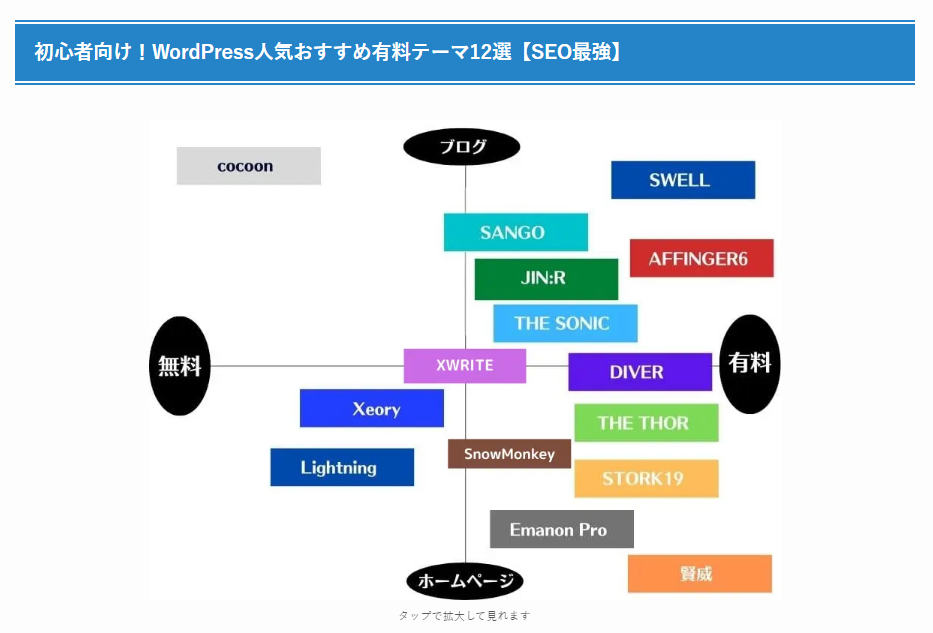 初心者向け！WordPress人気おすすめ有料テーマ12選【SEO最強】
ブログ
cocoon
SWELL
SANGO
AFFINGER6
JIN:R
THE SONIC
無料
XWRITE
DIVER
有料
Xeory
THE THOR
SnowMonkey
Lightning
STORK19
Emanon Pro
賢威
ホームページ
タップで拡大して見れます